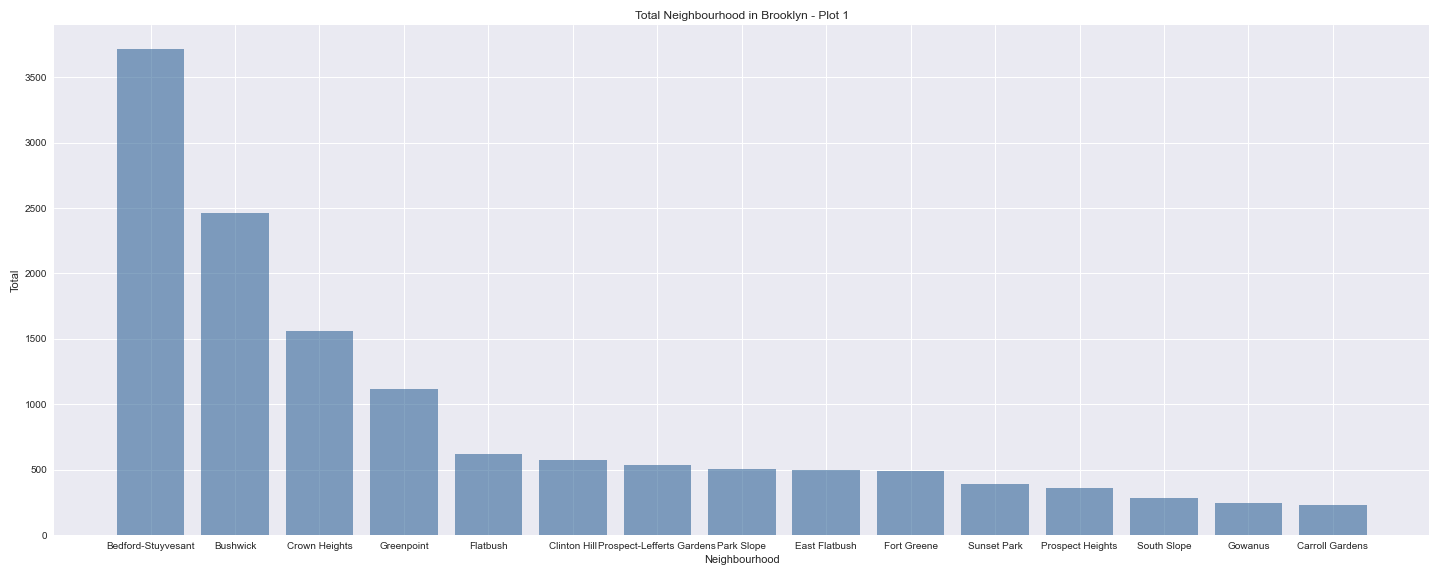 Total Neighbourhood in Brooklyn - Plot 1
Total
3500
3000
2500
2000
1500
1000
500
0
Bedford-Stuyvesant Bushwick Crown Heights Greenpoint Flatbush Clinton Hill Prospect-Lefferts Gardens Park Slope East Flatbush Fort Greene Sunset Park Prospect Heights South Slope Gowanus Carroll Gardens
Neighbourhood